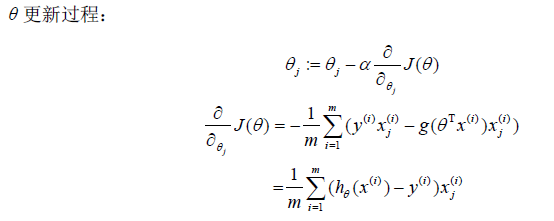 θ 更新过程:
θ_j := θ_j − α ∂/∂_{θ_j} J(θ)
∂/∂_{θ_j} J(θ) = −1/m ∑_{i=1}^{m} (y^{(i)} x_j^{(i)} − g(θ^T x^{(i)}) x_j^{(i)})
= 1/m ∑_{i=1}^{m} (h_θ(x^{(i)}) − y^{(i)}) x_j^{(i)}